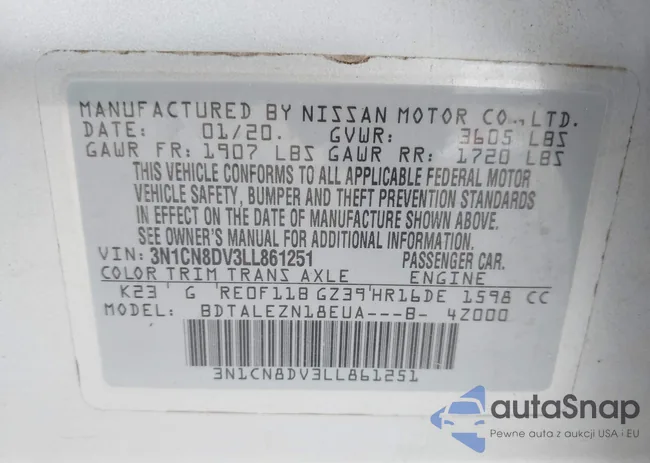 MANUFACTURED BY NISSAN MOTOR CO., LTD.
DATE: 01/20. GVWR: 3605 LBS
GAWR FR: 1907 LBS GAWR RR: 1720 LBS
THIS VEHICLE CONFORMS TO ALL APPLICABLE FEDERAL MOTOR
VEHICLE SAFETY, BUMPER AND THEFT PREVENTION STANDARDS
IN EFFECT ON THE DATE OF MANUFACTURE SHOWN ABOVE.
SEE OWNER'S MANUAL FOR ADDITIONAL INFORMATION.
VIN: 3N1CN8DV3LL861251 PASSENGER CAR.
COLOR TRIM TRANS AXLE ENGINE
K23 G RE0F11B GZ39 HR16DE 1598 CC
MODEL: BDTALEZN18EUA---B- 4Z000
3N1CN8DV3LL861251
autaSnap
Pewne auta z aukcji USA i EU